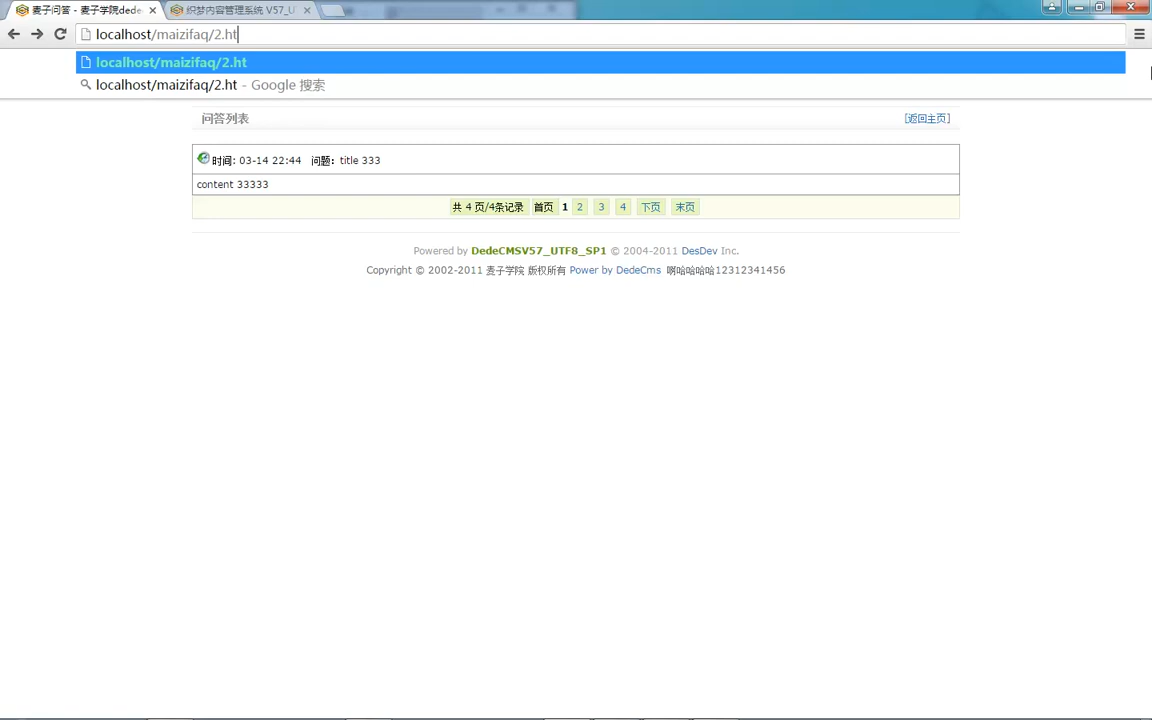 麦子问答 - 麦子学院dede
织梦内容管理系统 V57_U
localhost/maizifaq/2.ht
localhost/maizifaq/2.ht
localhost/maizifaq/2.ht - Google 搜索
问答列表 [返回主页]
时间: 03-14 22:44 问题: title 333
content 33333
共 4 页/4条记录 首页 1 2 3 4 下页 末页
Powered by DedeCMSV57_UTF8_SP1 © 2004-2011 DesDev Inc.
Copyright © 2002-2011 麦子学院 版权所有 Power by DedeCms 啊哈哈哈哈12312341456